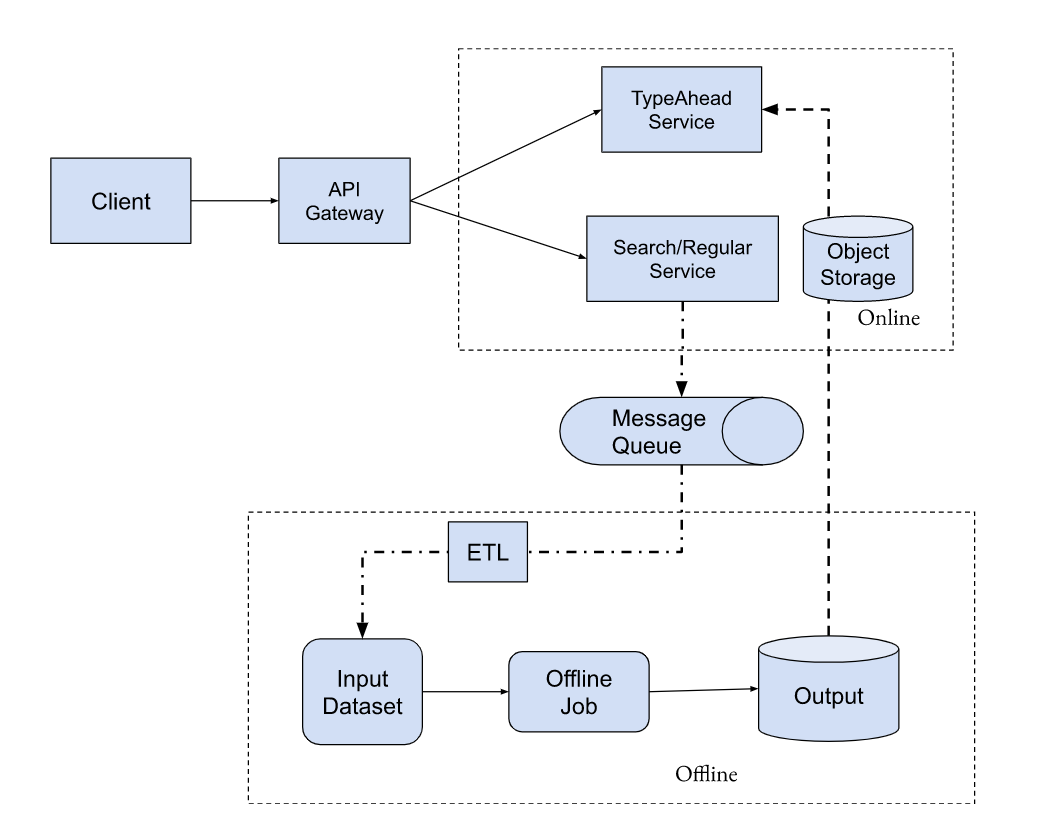 TypeAhead
Service
Client
API
Gateway
Search/Regular
Service
Object
Storage
Online
Message
Queue
ETL
Input
Dataset
Offline
Job
Output
Offline